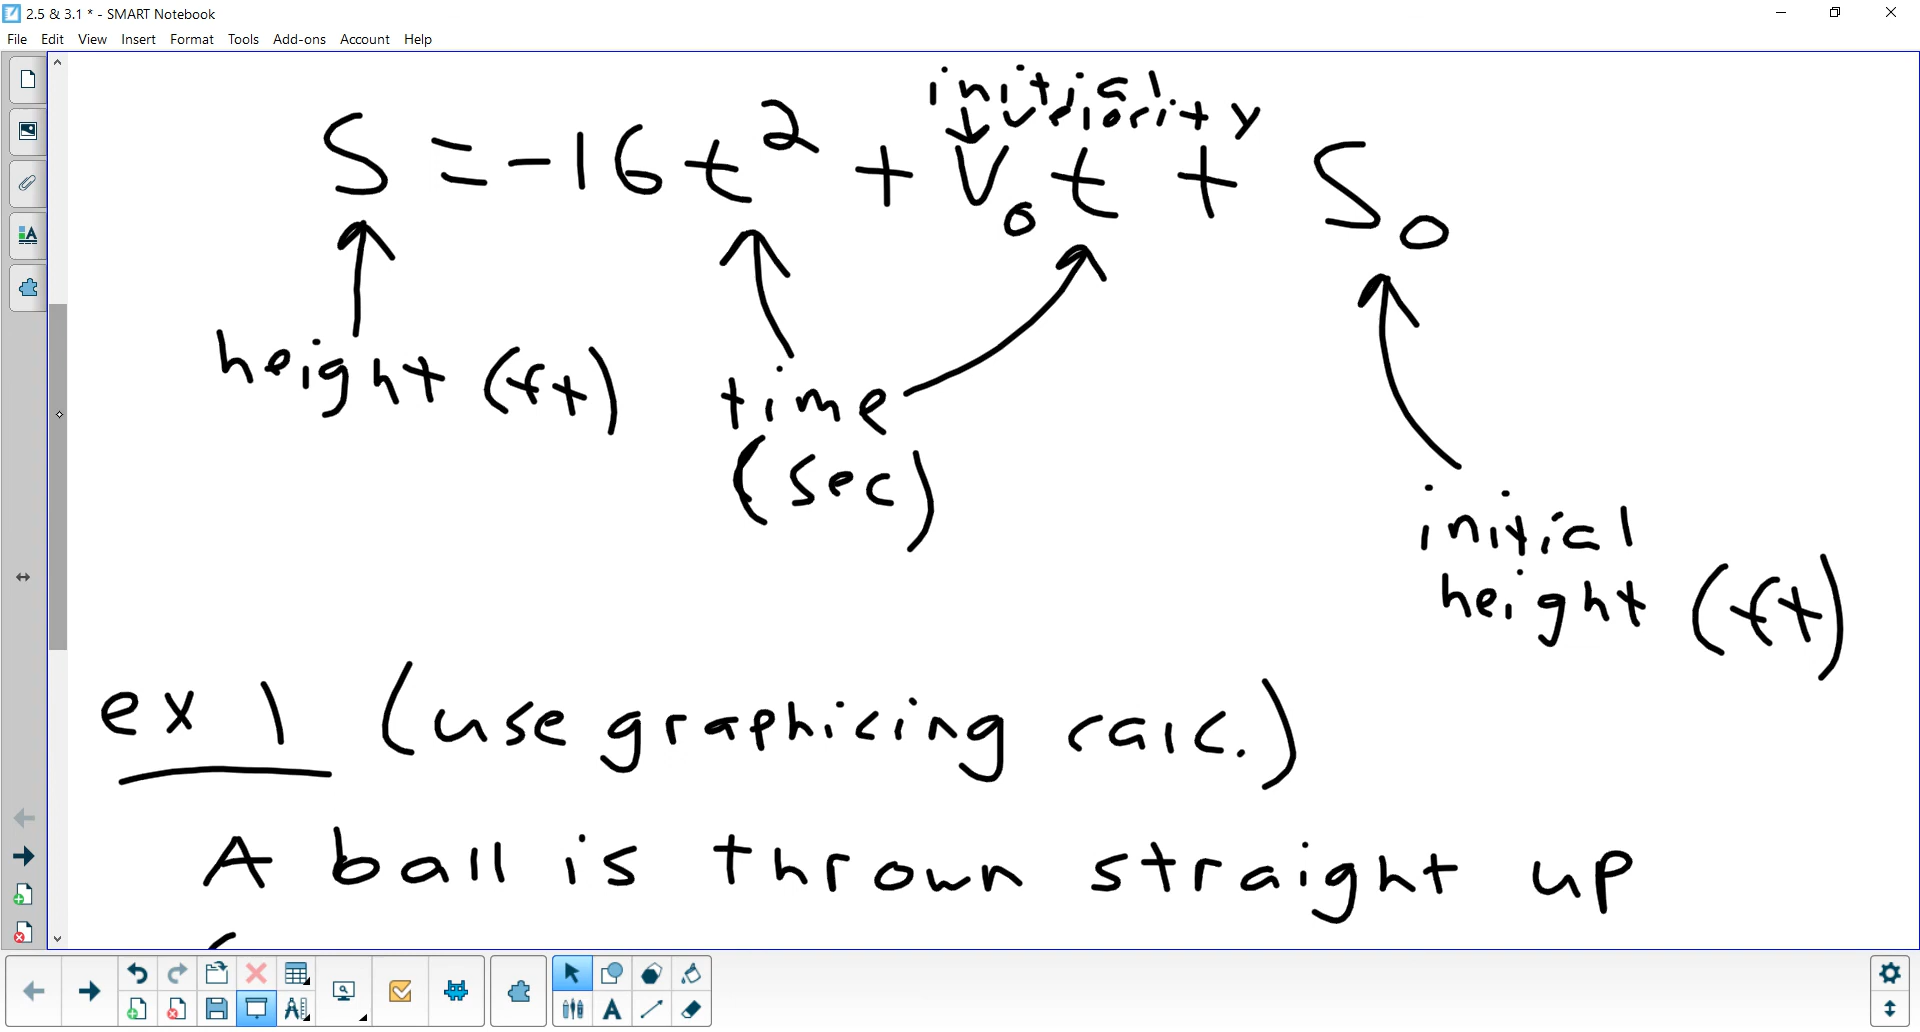 2.5 & 3.1 * - SMART Notebook
File Edit View Insert Format Tools Add-ons Account Help
initial
velocity
S = -16t² + V₀t + S₀
height (ft)
time
(sec)
initial
height (ft)
ex 1 (use graphicing calc.)
A ball is thrown straight up